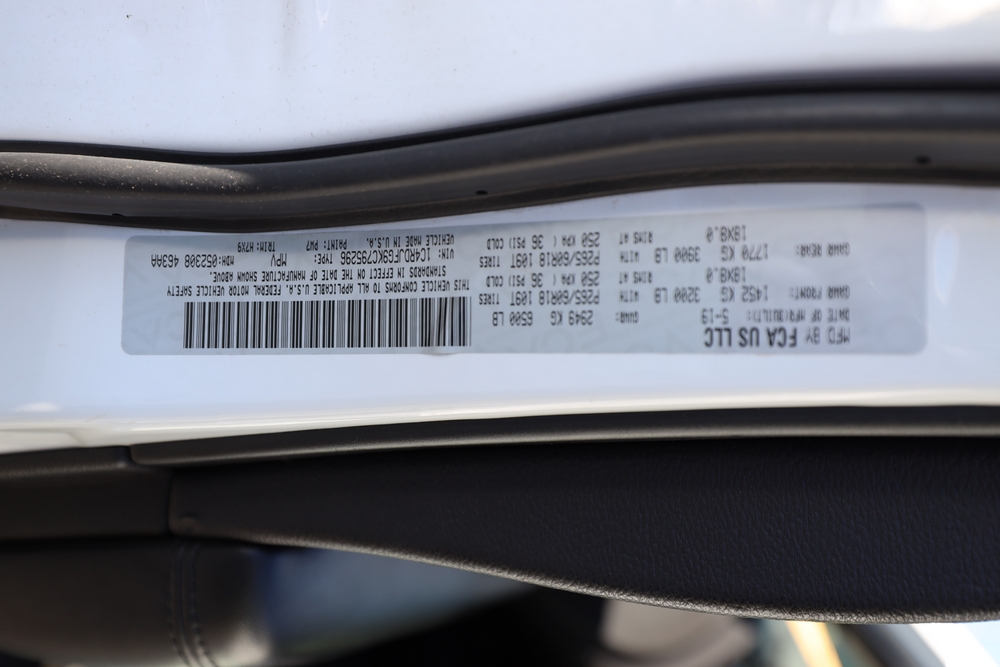 MFD BY FCA US LLC
DATE OF MFR(BUILT): 5-19 GVWR: 2949 KG 6500 LB
GAWR FRONT: 1452 KG 3200 LB WITH P265/60R18 109T TIRES
18X8.0 RIMS AT 250 KPA ( 36 PSI) COLD
GAWR REAR: 1770 KG 3900 LB WITH P265/60R18 109T TIRES
18X8.0 RIMS AT 250 KPA ( 36 PSI) COLD
THIS VEHICLE CONFORMS TO ALL APPLICABLE U.S.A. FEDERAL MOTOR VEHICLE SAFETY
STANDARDS IN EFFECT ON THE DATE OF MANUFACTURE SHOWN ABOVE.
VIN: 1C4RDJFG9KC795296 TYPE: MPV MDH:052308 463AA
VEHICLE MADE IN U.S.A. PAINT: PW7 TRIM:H7X9